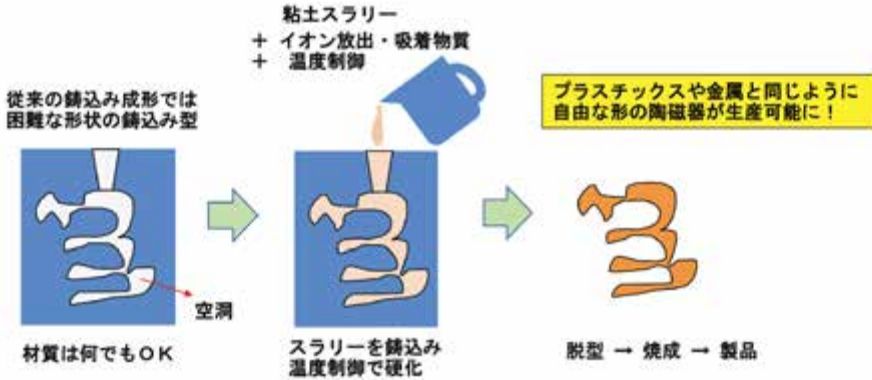 従来の鋳込み成形では
困難な形状の鋳込み型
空洞
材質は何でもＯＫ
粘土スラリー
＋ イオン放出・吸着物質
＋ 温度制御
スラリーを鋳込み
温度制御で硬化
プラスチックスや金属と同じように
自由な形の陶磁器が生産可能に！
脱型 → 焼成 → 製品